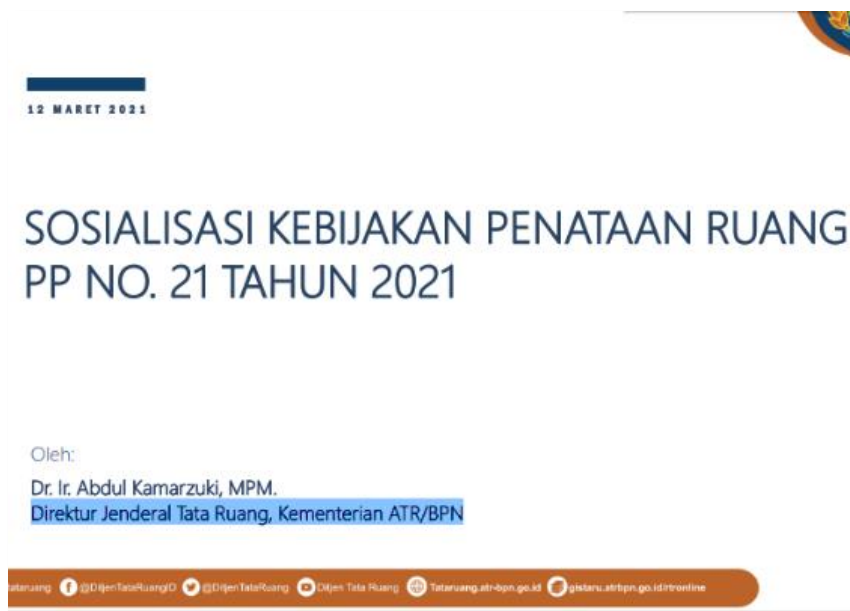 12 MARET 2021
SOSIALISASI KEBIJAKAN PENATAAN RUANG
PP NO. 21 TAHUN 2021
Oleh:
Dr. Ir. Abdul Kamarzuki, MPM.
Direktur Jenderal Tata Ruang, Kementerian ATR/BPN
@DitjenTataRuangID @DitjenTataRuang Ditjen Tata Ruang Tataruang.atr-bpn.go.id gistaru.atrbpn.go.id/rtronline